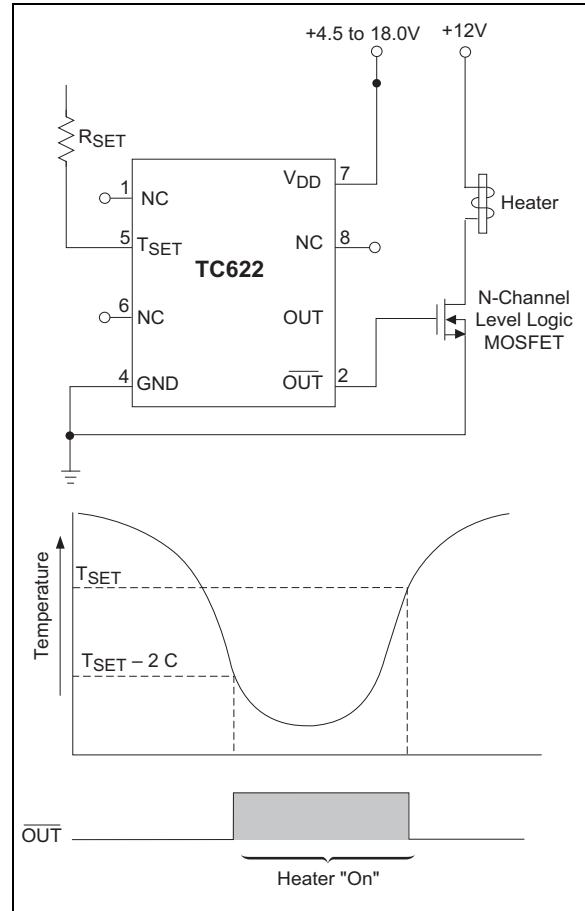 +4.5 to 18.0V
+12V
RSET
1
NC
VDD
7
5
TSET
NC
8
TC622
Heater
6
NC
OUT
N-Channel
Level Logic
MOSFET
4
GND
OUT
2
Temperature
TSET
TSET – 2 C
OUT
Heater "On"